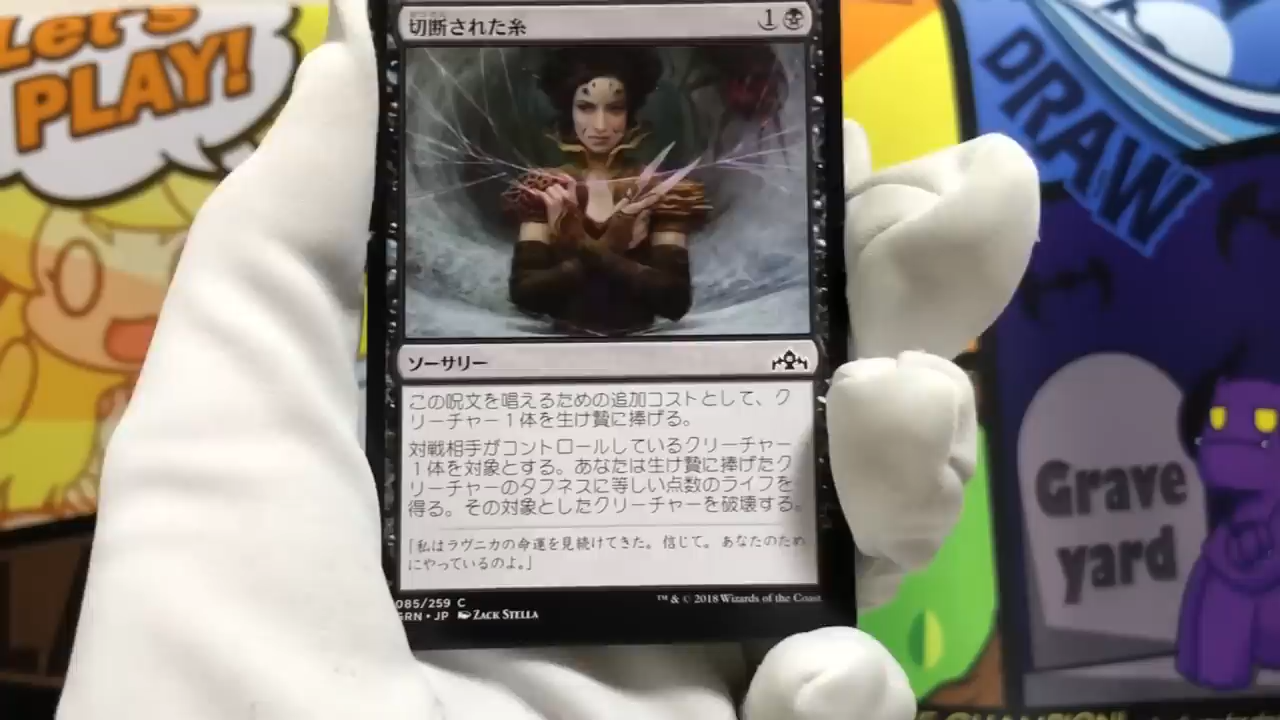 Let's
PLAY!
DRAW
切断された糸
1
ソーサリー
この呪文を唱えるための追加コストとして、ク
リーチャー1体を生け贄に捧げる。
対戦相手がコントロールしているクリーチャー
1体を対象とする。あなたは生け贄に捧げたク
リーチャーのタフネスに等しい点数のライフを
得る。その対象としたクリーチャーを破壊する。
「私はラヴニカの命運を見続けてきた。信じて。あなたのため
にやっているのよ。」
085/259 C
GRN・JP ZACK STELLA
™ & © 2018 Wizards of the Coast
Grave
yard